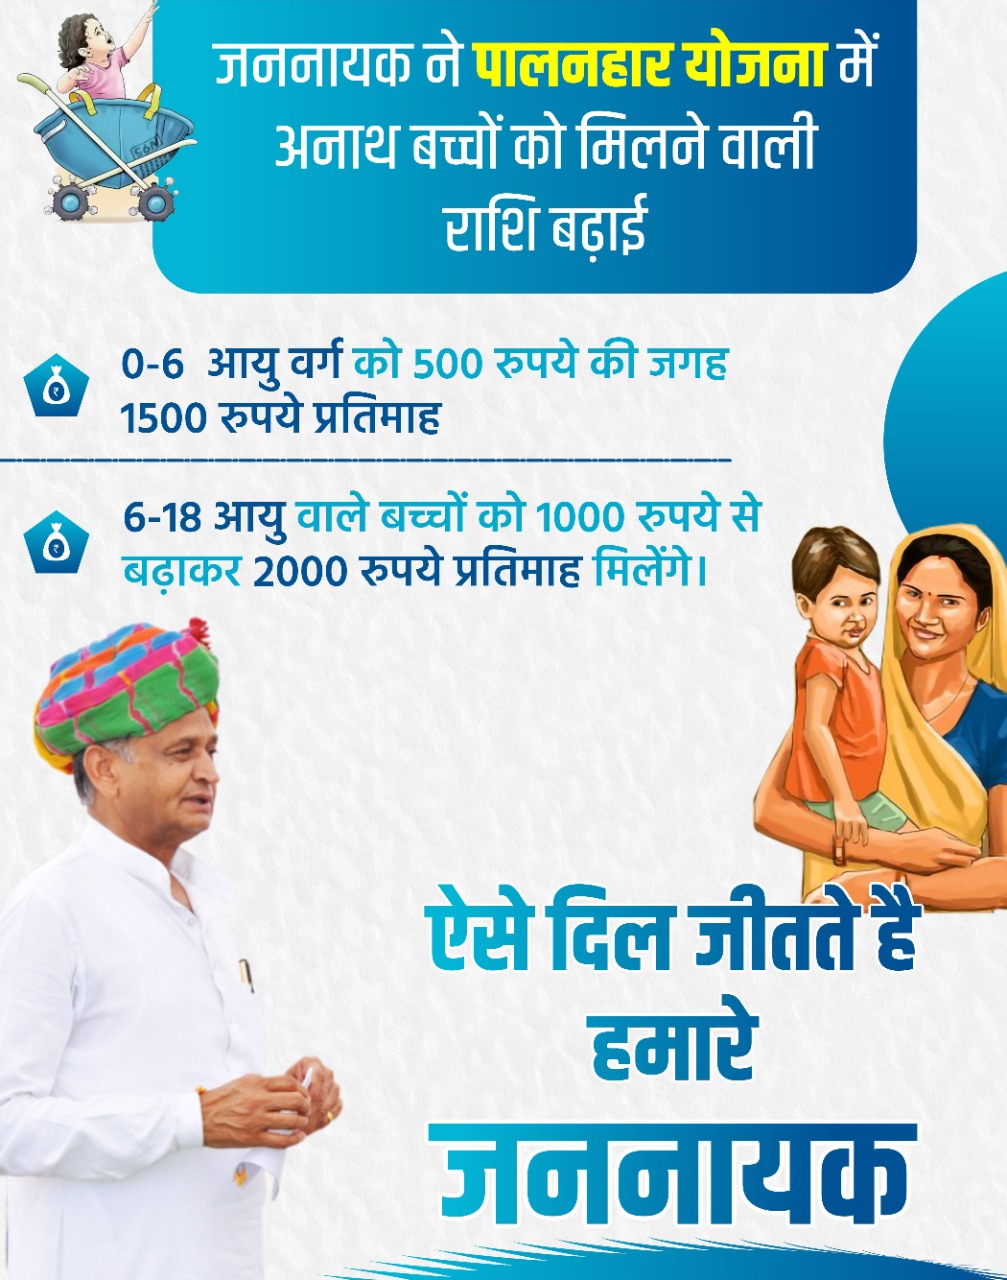 जननायक ने पालनहार योजना में
अनाथ बच्चों को मिलने वाली
राशि बढ़ाई
0-6 आयु वर्ग को 500 रुपये की जगह
1500 रुपये प्रतिमाह
6-18 आयु वाले बच्चों को 1000 रुपये से
बढ़ाकर 2000 रुपये प्रतिमाह मिलेंगे।
ऐसे दिल जीतते है
हमारे
जननायक